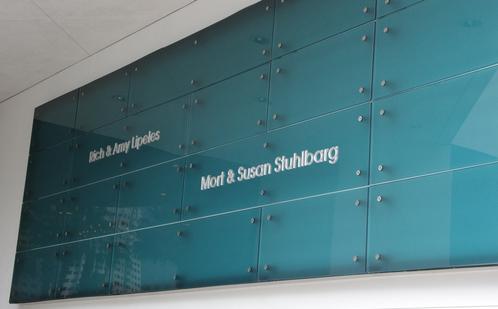 Rich & Amy Lipeles
Mort & Susan Stuhlbarg